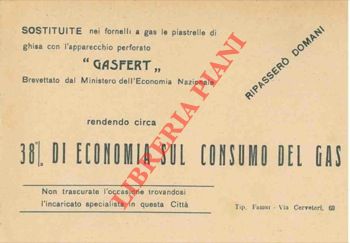 SOSTITUITE nei fornelli a gas le piastrelle di
ghisa con l'apparecchio perforato
"GASFERT„
Brevettato dal Ministero dell'Economia Nazionale
RIPASSERÒ DOMANI
rendendo circa
38% DI ECONOMIA SUL CONSUMO DEL GAS
Non trascurate l'occasione trovandosi
l'incaricato specialista in questa Città
Tip. - Via Cerveteri, 60
LIBRERIA PIANI